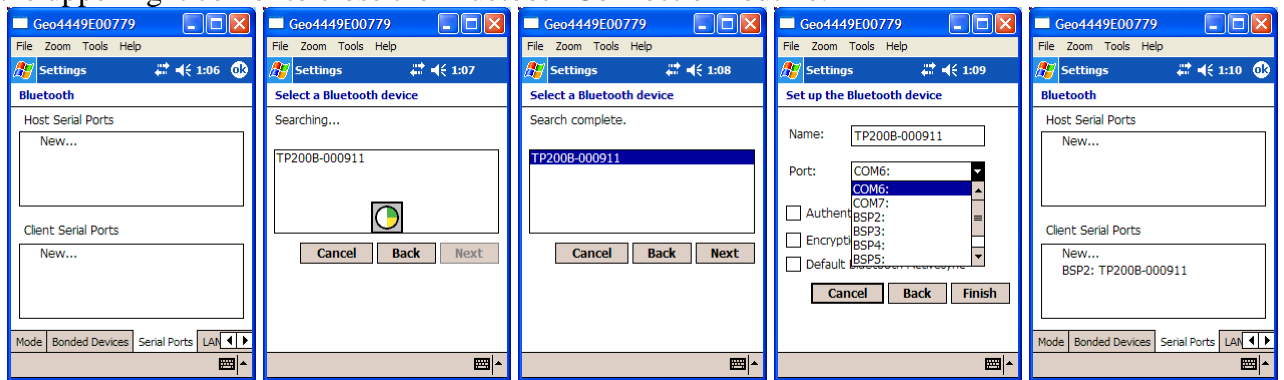 Geo4449E00779
File Zoom Tools Help
Settings 1:06 ok
Bluetooth
Host Serial Ports
New...
Client Serial Ports
New...
Mode Bonded Devices Serial Ports LAN
Geo4449E00779
File Zoom Tools Help
Settings 1:07
Select a Bluetooth device
Searching...
TP200B-000911
Cancel Back Next
Geo4449E00779
File Zoom Tools Help
Settings 1:08
Select a Bluetooth device
Search complete.
TP200B-000911
Cancel Back Next
Geo4449E00779
File Zoom Tools Help
Settings 1:09
Set up the Bluetooth device
Name: TP200B-000911
Port: COM6:
COM6:
COM7:
BSP2:
BSP3:
BSP4:
BSP5:
Authent
Encrypti
Default
Cancel Back Finish
Geo4449E00779
File Zoom Tools Help
Settings 1:10 ok
Bluetooth
Host Serial Ports
New...
Client Serial Ports
New...
BSP2: TP200B-000911
Mode Bonded Devices Serial Ports LAN